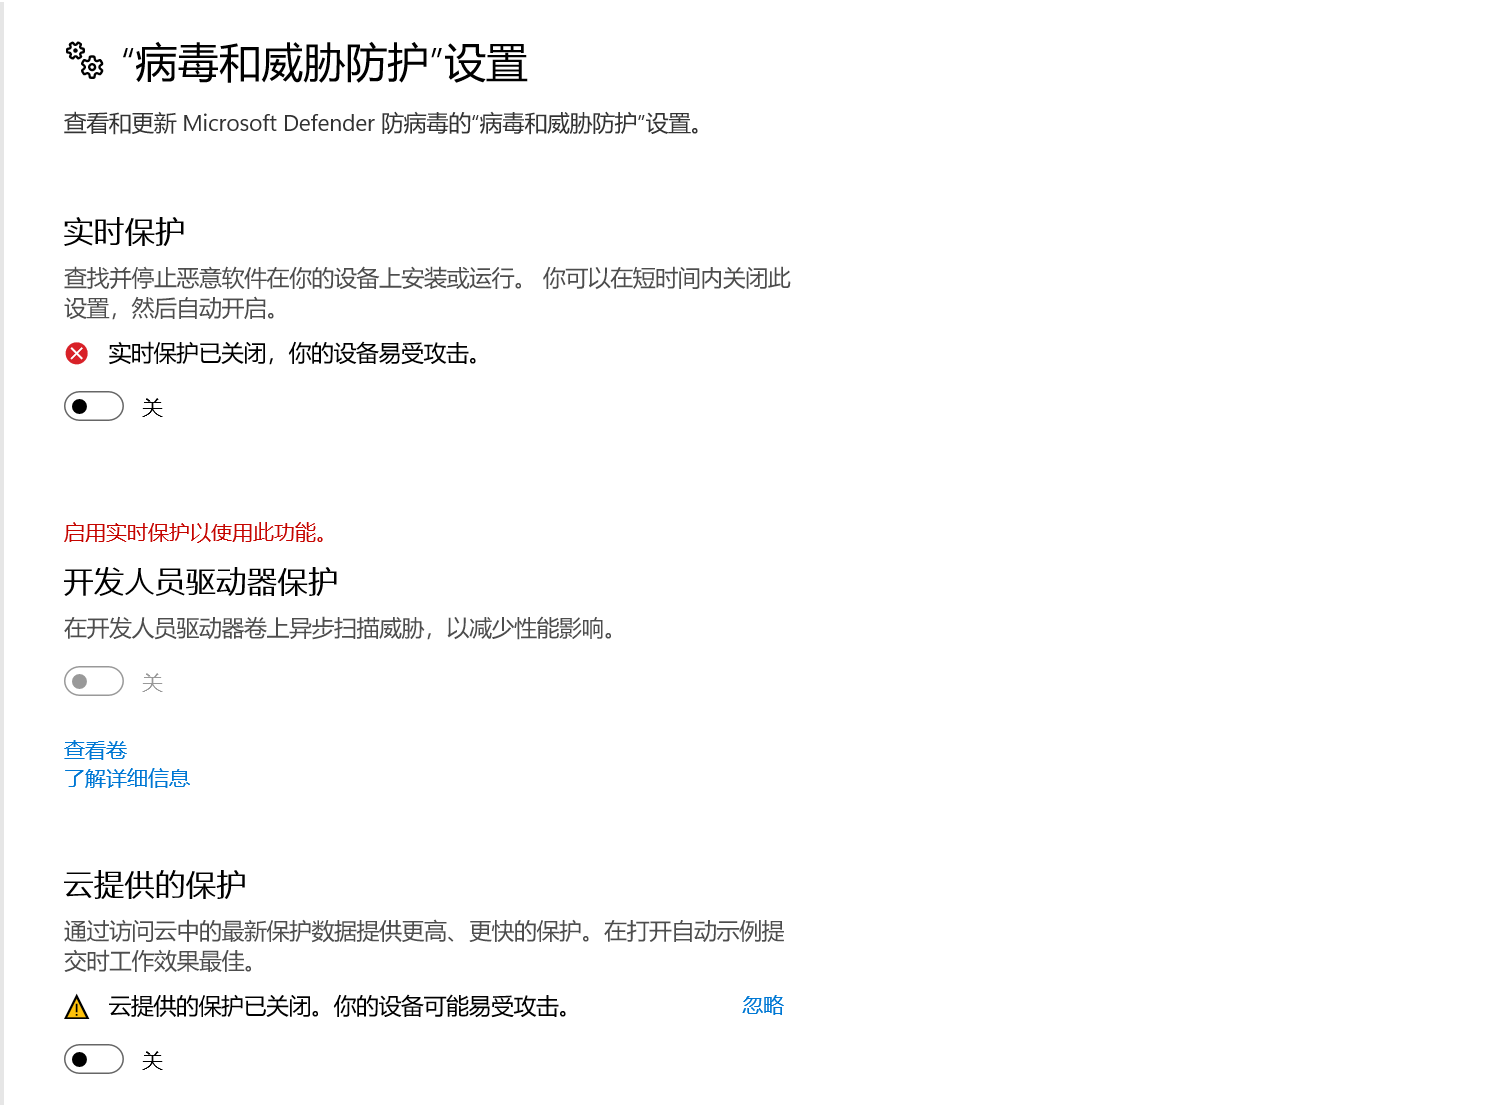 “病毒和威胁防护”设置
查看和更新 Microsoft Defender 防病毒的“病毒和威胁防护”设置。
实时保护
查找并停止恶意软件在你的设备上安装或运行。 你可以在短时间内关闭此
设置，然后自动开启。
实时保护已关闭，你的设备易受攻击。
关
启用实时保护以使用此功能。
开发人员驱动器保护
在开发人员驱动器卷上异步扫描威胁，以减少性能影响。
关
查看卷
了解详细信息
云提供的保护
通过访问云中的最新保护数据提供更高、更快的保护。在打开自动示例提
交时工作效果最佳。
云提供的保护已关闭。你的设备可能易受攻击。 忽略
关